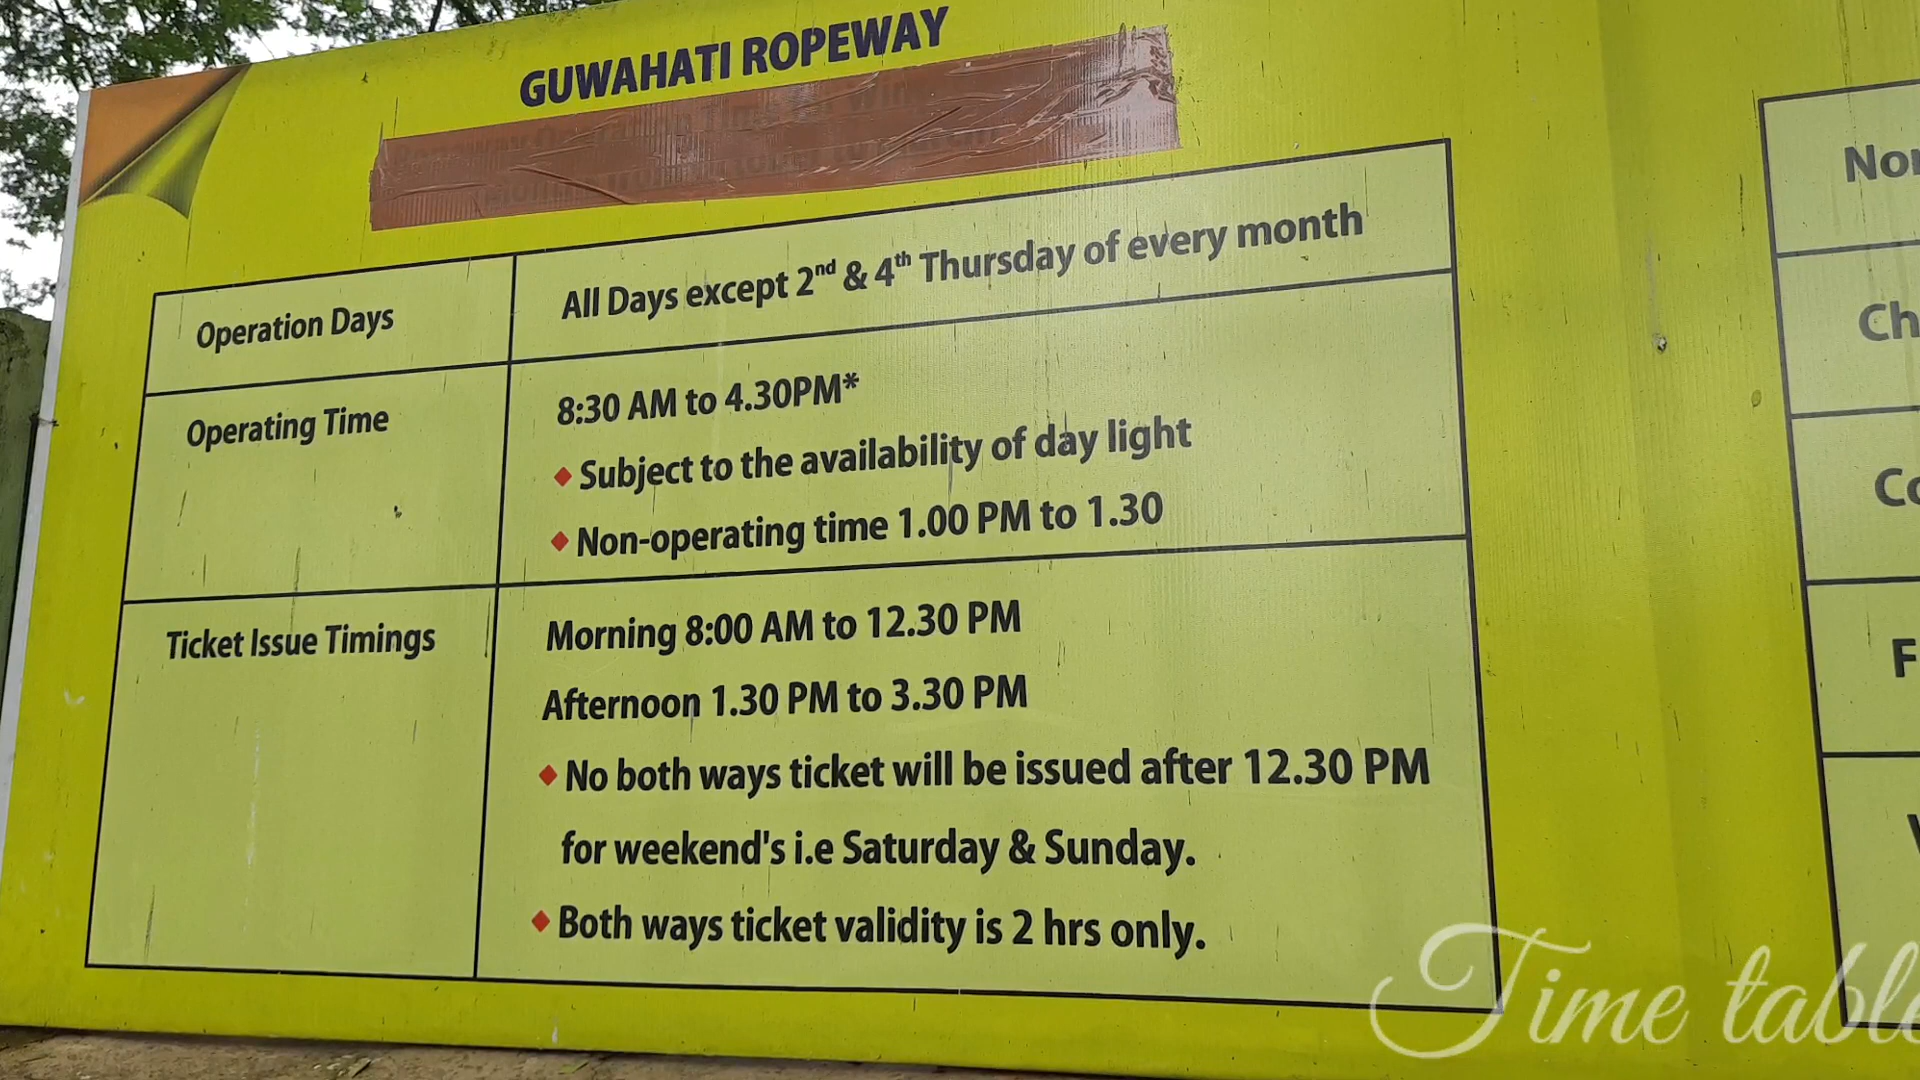 GUWAHATI ROPEWAY
Operation Days
All Days except 2nd & 4th Thursday of every month
Operating Time
8:30 AM to 4.30PM*
Subject to the availability of day light
Non-operating time 1.00 PM to 1.30
Ticket Issue Timings
Morning 8:00 AM to 12.30 PM
Afternoon 1.30 PM to 3.30 PM
No both ways ticket will be issued after 12.30 PM
for weekend's i.e Saturday & Sunday.
Both ways ticket validity is 2 hrs only.
Time table